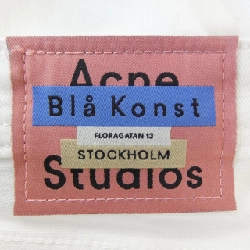 Acne
Blå Konst
FLORAGATAN 13
STOCKHOLM
Studios